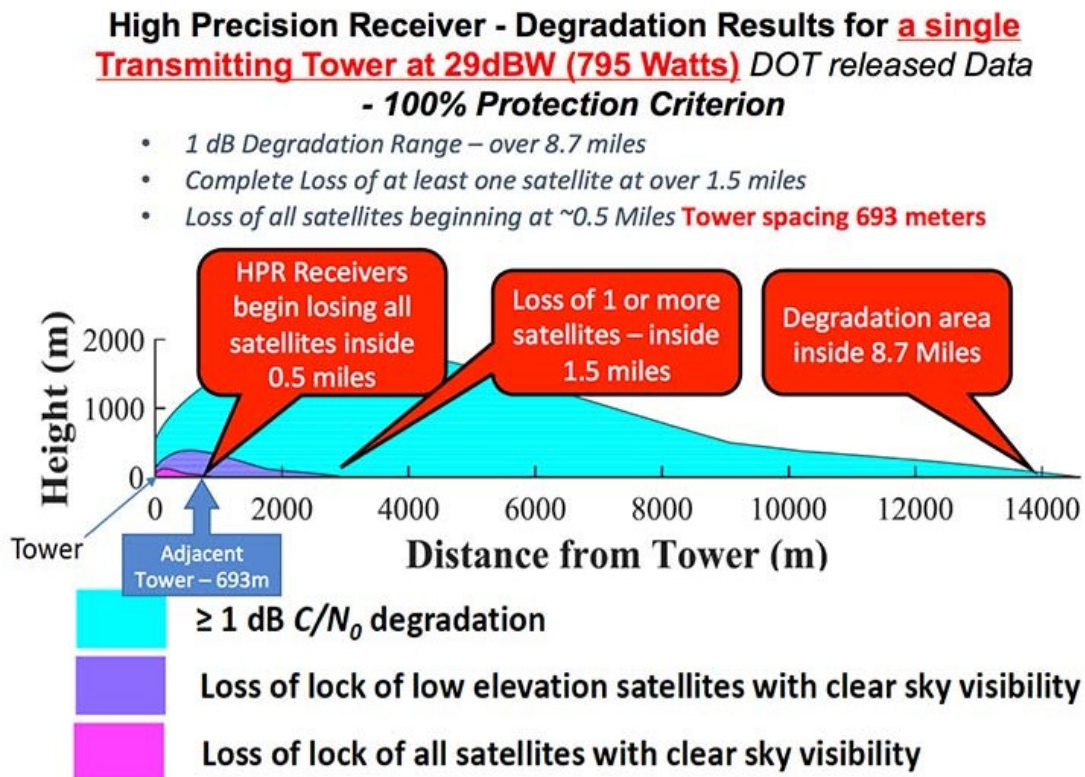 High Precision Receiver - Degradation Results for a single
Transmitting Tower at 29dBW (795 Watts) DOT released Data
- 100% Protection Criterion
• 1 dB Degradation Range – over 8.7 miles
• Complete Loss of at least one satellite at over 1.5 miles
• Loss of all satellites beginning at ~0.5 Miles Tower spacing 693 meters
HPR Receivers
begin losing all
satellites inside
0.5 miles
Loss of 1 or more
satellites – inside
1.5 miles
Degradation area
inside 8.7 Miles
Height (m)
2000
1000
0
0 2000 4000 6000 8000 10000 12000 14000
Tower
Adjacent
Tower – 693m
Distance from Tower (m)
≥ 1 dB C/N₀ degradation
Loss of lock of low elevation satellites with clear sky visibility
Loss of lock of all satellites with clear sky visibility